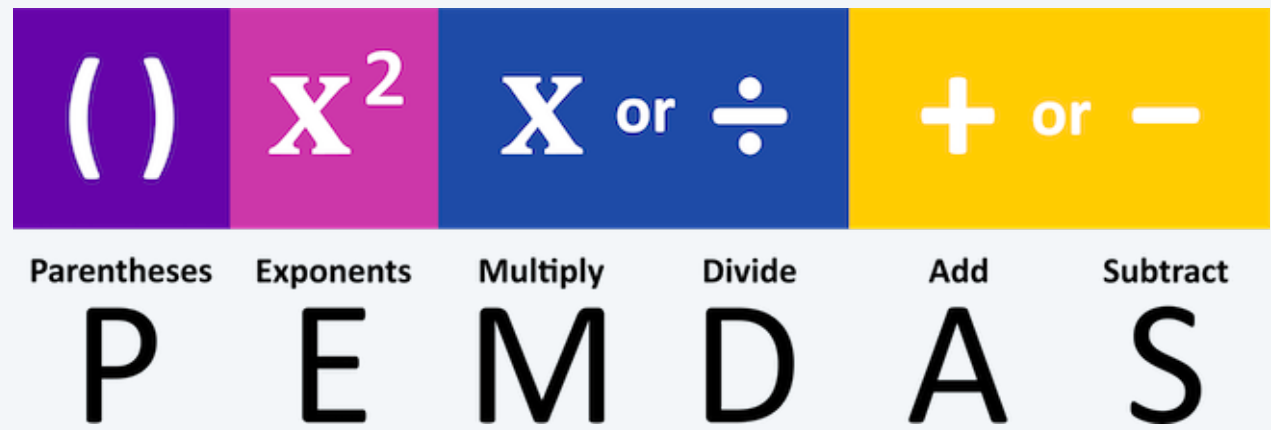 ( ) x² x or ÷ + or −
Parentheses Exponents Multiply Divide Add Subtract
P E M D A S